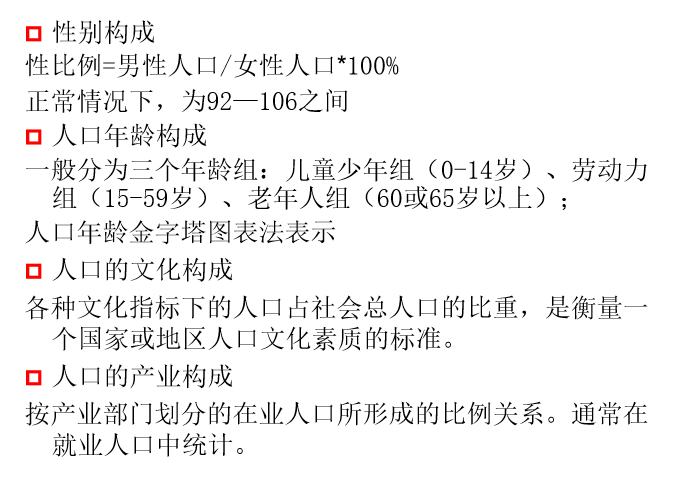 性别构成
性比例=男性人口/女性人口*100%
正常情况下，为92—106之间
人口年龄构成
一般分为三个年龄组：儿童少年组（0-14岁）、劳动力
组（15-59岁）、老年人组（60或65岁以上）；
人口年龄金字塔图表法表示
人口的文化构成
各种文化指标下的人口占社会总人口的比重，是衡量一
个国家或地区人口文化素质的标准。
人口的产业构成
按产业部门划分的在业人口所形成的比例关系。通常在
就业人口中统计。